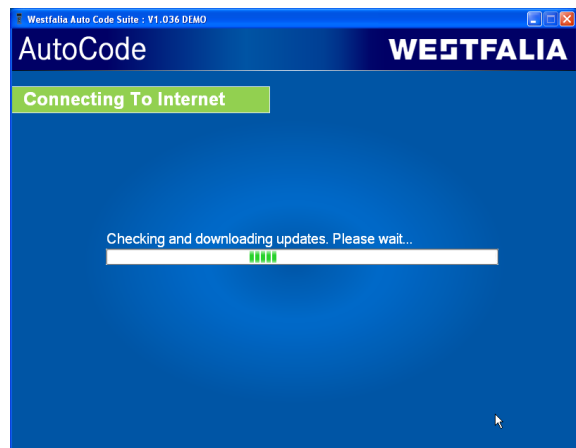 Westfalia Auto Code Suite : V1.036 DEMO
AutoCode
WESTFALIA
Connecting To Internet
Checking and downloading updates. Please wait...